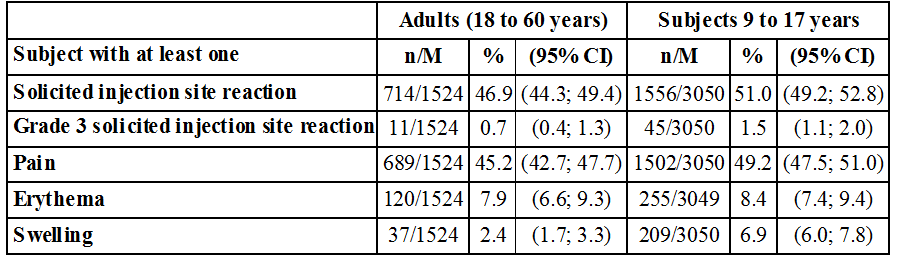 Adults (18 to 60 years) Subjects 9 to 17 years
Subject with at least one n/M % (95% CI) n/M % (95% CI)
Solicited injection site reaction 714/1524 46.9 (44.3; 49.4) 1556/3050 51.0 (49.2; 52.8)
Grade 3 solicited injection site reaction 11/1524 0.7 (0.4; 1.3) 45/3050 1.5 (1.1; 2.0)
Pain 689/1524 45.2 (42.7; 47.7) 1502/3050 49.2 (47.5; 51.0)
Erythema 120/1524 7.9 (6.6; 9.3) 255/3049 8.4 (7.4; 9.4)
Swelling 37/1524 2.4 (1.7; 3.3) 209/3050 6.9 (6.0; 7.8)